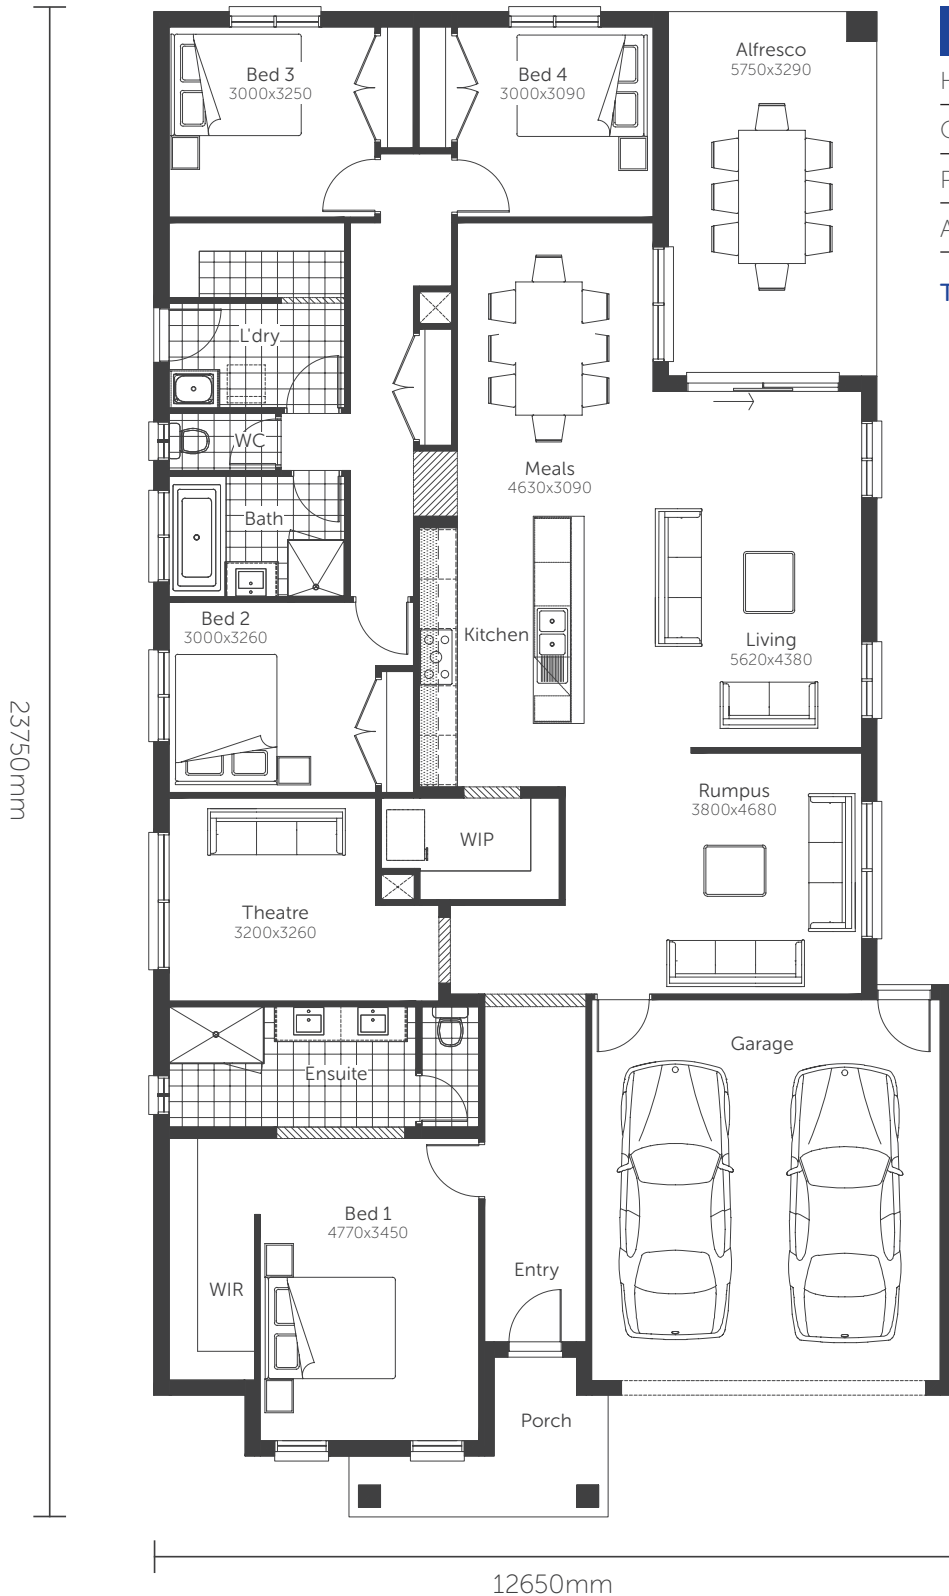 Bed 3
3000x3250
Bed 4
3000x3090
Alfresco
5750x3290
L'dry
WC
Bath
Meals
4630x3090
Bed 2
3000x3260
Kitchen
Living
5620x4380
Rumpus
3800x4680
WIP
Theatre
3200x3260
Ensuite
Garage
Bed 1
4770x3450
WIR
Entry
Porch
23750mm
12650mm